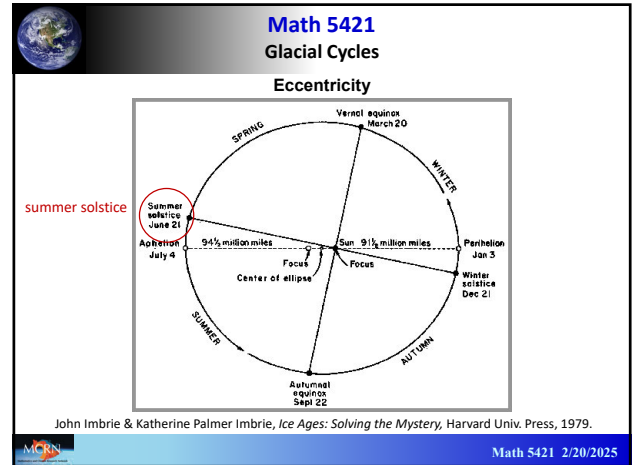 Math 5421
Glacial Cycles
Eccentricity
Vernal equinox
March 20
SPRING
WINTER
summer solstice
Summer
solstice
June 21
Aphelion
July 4
94½ million miles
Sun
91½ million miles
Perihelion
Jan 3
Focus
Focus
Center of ellipse
Winter
solstice
Dec 21
SUMMER
AUTUMN
Autumnal
equinox
Sept 22
John Imbrie & Katherine Palmer Imbrie, Ice Ages: Solving the Mystery, Harvard Univ. Press, 1979.
MCRN
Math 5421 2/20/2025